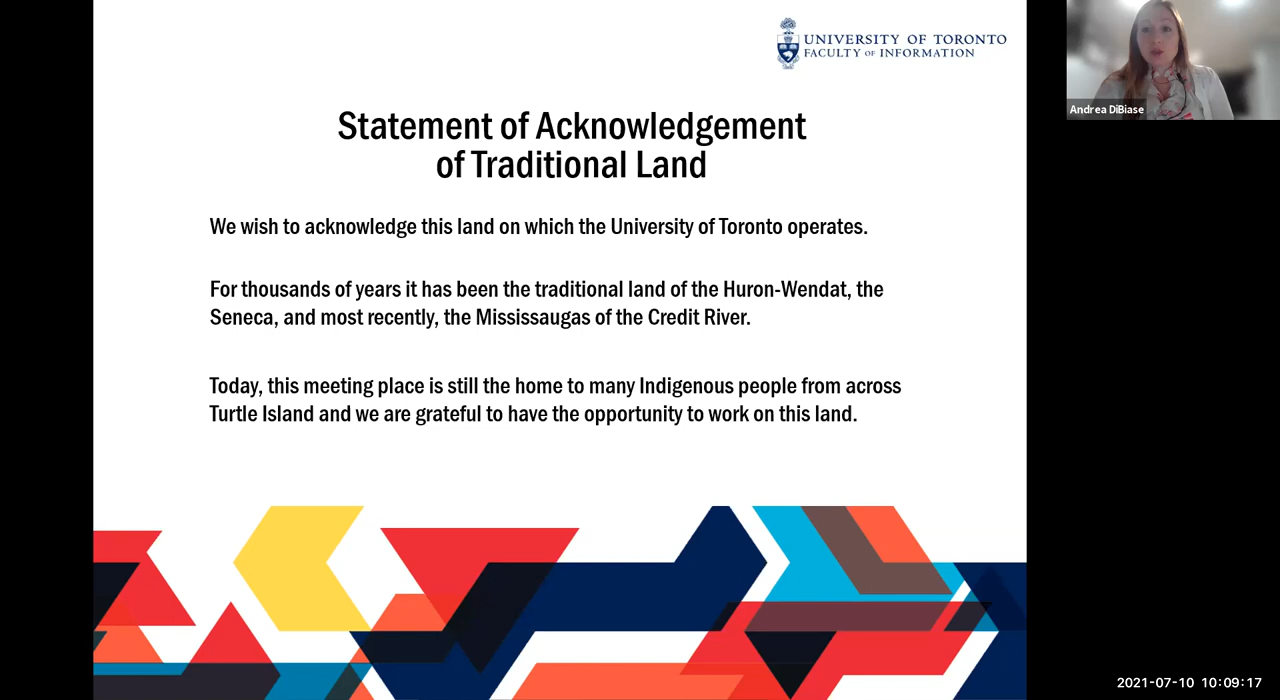 UNIVERSITY OF TORONTO
FACULTY OF INFORMATION
Andrea DiBiase
Statement of Acknowledgement
of Traditional Land
We wish to acknowledge this land on which the University of Toronto operates.
For thousands of years it has been the traditional land of the Huron-Wendat, the
Seneca, and most recently, the Mississaugas of the Credit River.
Today, this meeting place is still the home to many Indigenous people from across
Turtle Island and we are grateful to have the opportunity to work on this land.
2021-07-10 10:09:17